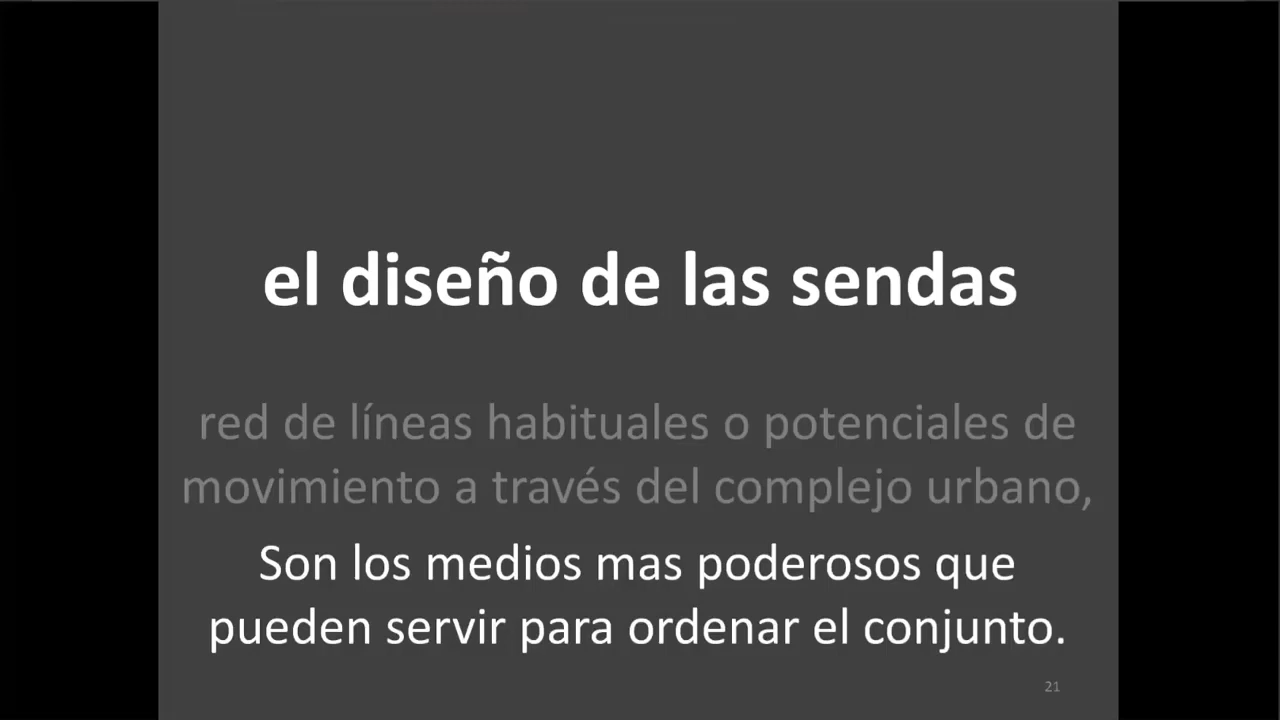 el diseño de las sendas
red de líneas habituales o potenciales de
movimiento a través del complejo urbano,
Son los medios mas poderosos que
pueden servir para ordenar el conjunto.
21